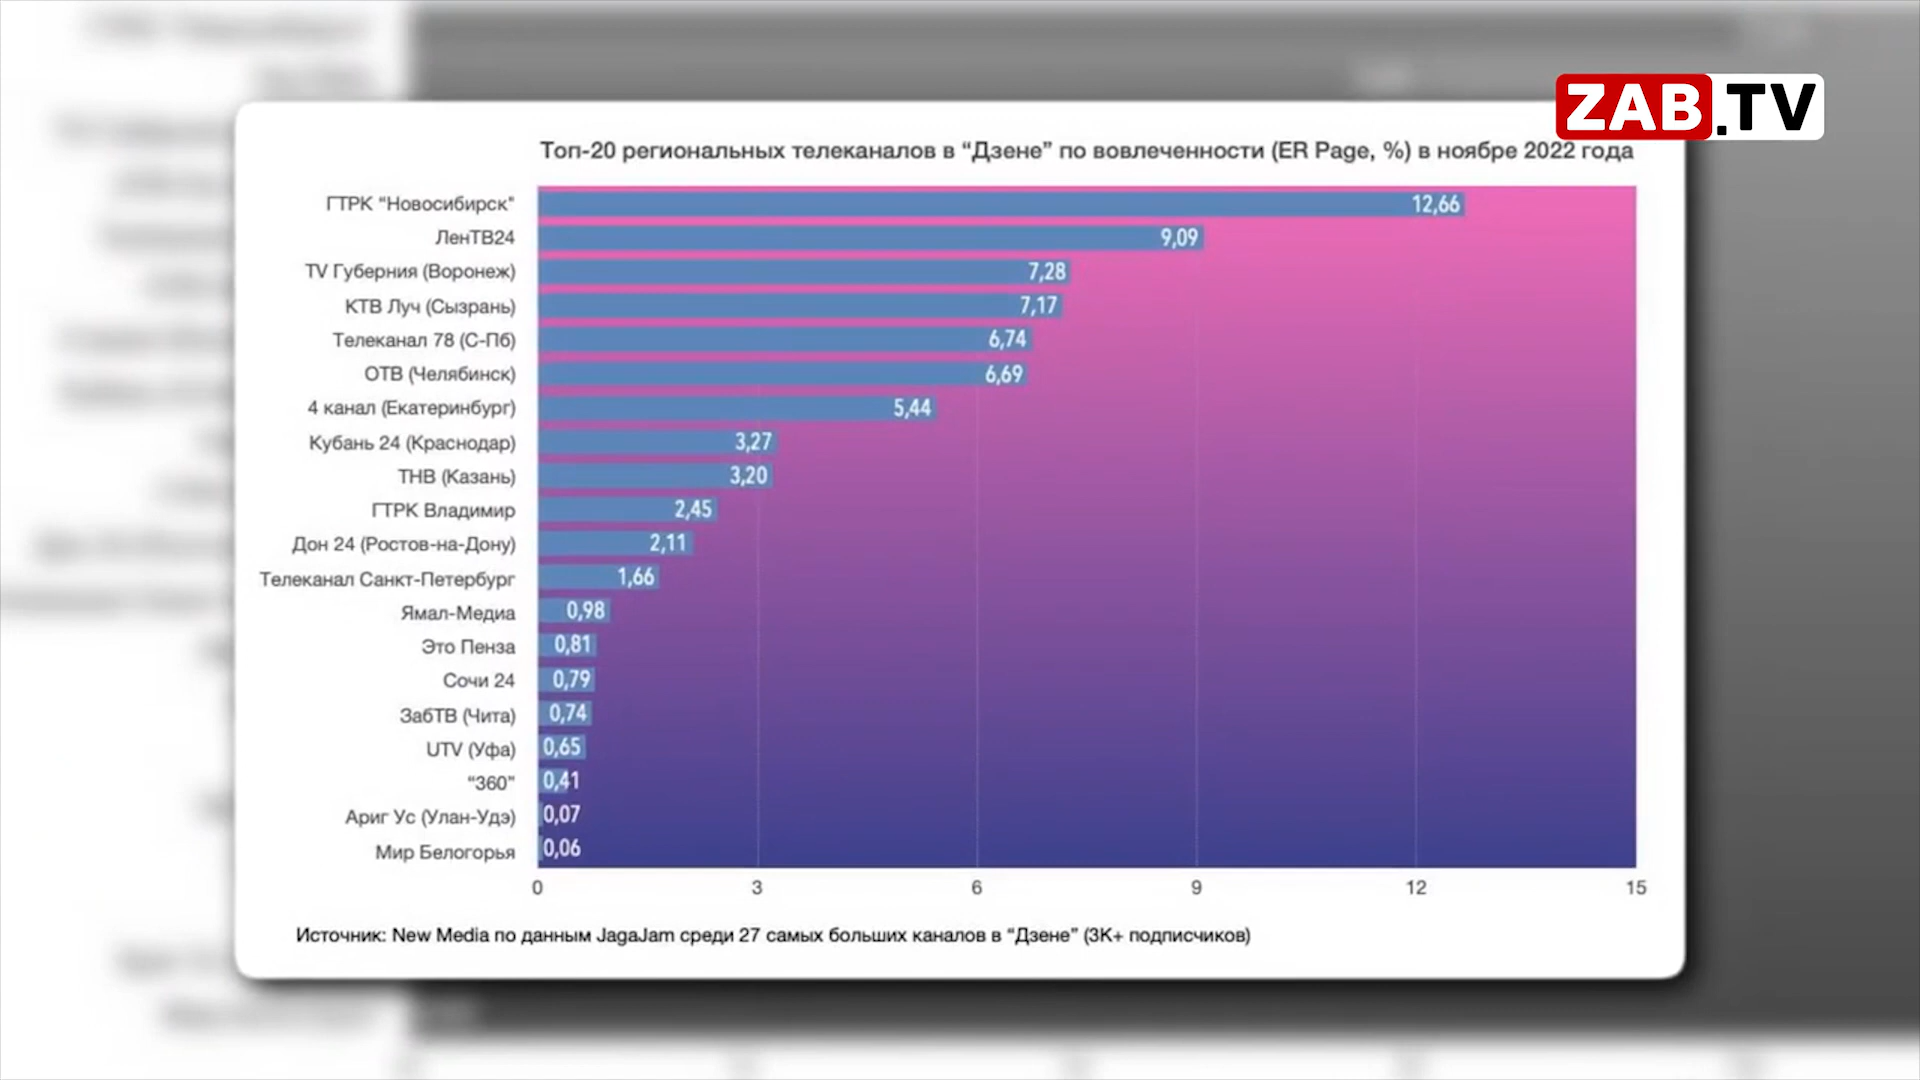 ZAB.TV
Топ-20 региональных телеканалов в “Дзене” по вовлеченности (ER Page, %) в ноябре 2022 года
ГТРК “Новосибирск" 12,66
ЛенТВ24 9,09
TV Губерния (Воронеж) 7,28
КТВ Луч (Сызрань) 7,17
Телеканал 78 (С-Пб) 6,74
ОТВ (Челябинск) 6,69
4 канал (Екатеринбург) 5,44
Кубань 24 (Краснодар) 3,27
ТНВ (Казань) 3,20
ГТРК Владимир 2,45
Дон 24 (Ростов-на-Дону) 2,11
Телеканал Санкт-Петербург 1,66
Ямал-Медиа 0,98
Это Пенза 0,81
Сочи 24 0,79
ЗабТВ (Чита) 0,74
UTV (Уфа) 0,65
“360” 0,41
Ариг Ус (Улан-Удэ) 0,07
Мир Белогорья 0,06
0 3 6 9 12 15
Источник: New Media по данным JagaJam среди 27 самых больших каналов в “Дзене” (3К+ подписчиков)